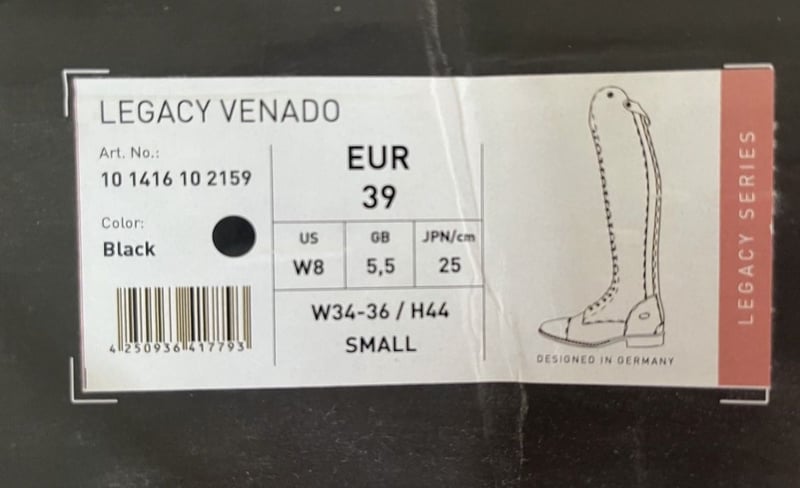 LEGACY VENADO
Art. No.:
10 1416 10 2159
Color:
Black
4 250936 417793
EUR
39
US GB JPN/cm
W8 5,5 25
W34-36 / H44
SMALL
DESIGNED IN GERMANY
LEGACY SERIES